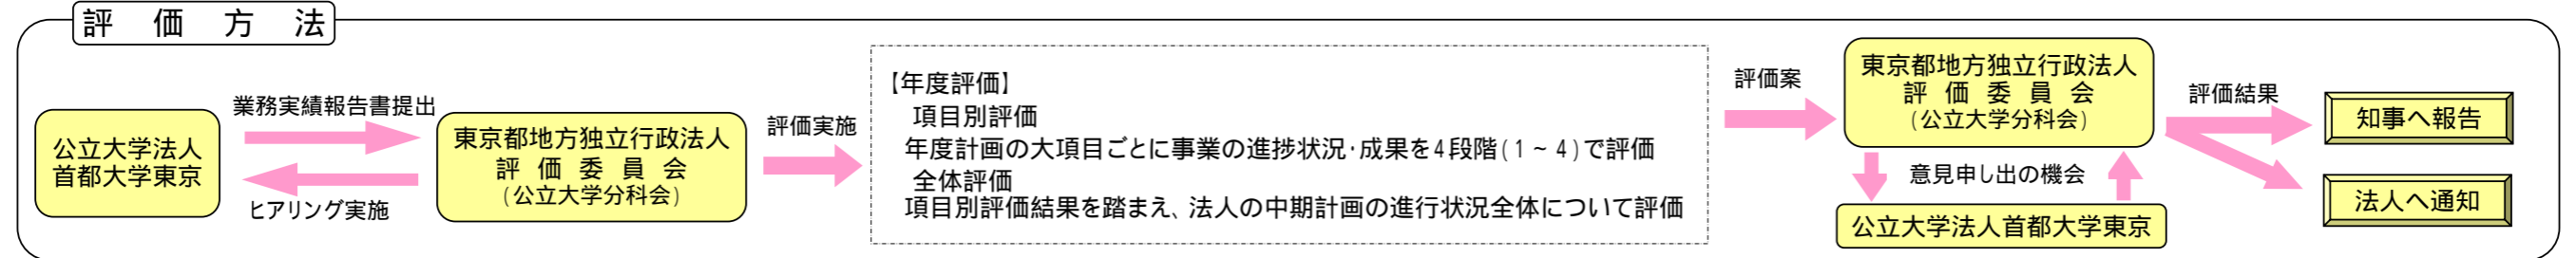 評 価 方 法
公立大学法人
首都大学東京
業務実績報告書提出
ヒアリング実施
東京都地方独立行政法人
評 価 委 員 会
(公立大学分科会)
評価実施
【年度評価】
項目別評価
年度計画の大項目ごとに事業の進捗状況・成果を4段階(1~4)で評価
全体評価
項目別評価結果を踏まえ、法人の中期計画の進行状況全体について評価
評価案
東京都地方独立行政法人
評 価 委 員 会
(公立大学分科会)
意見申し出の機会
公立大学法人首都大学東京
評価結果
知事へ報告
法人へ通知